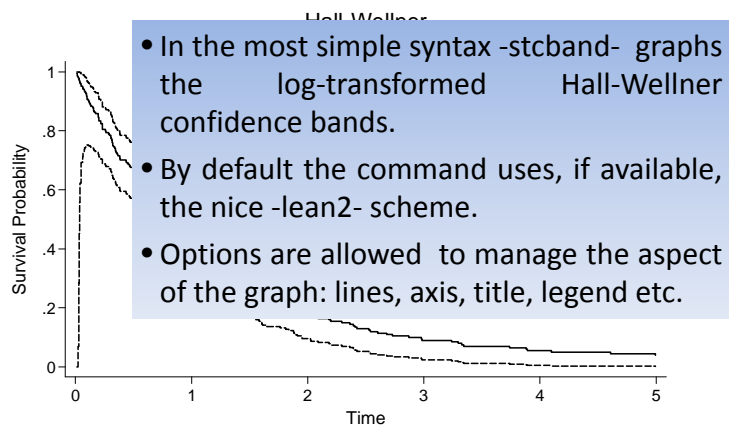 Hall-Wellner
• In the most simple syntax -stcband- graphs
the log-transformed Hall-Wellner
confidence bands.
• By default the command uses, if available,
the nice -lean2- scheme.
• Options are allowed to manage the aspect
of the graph: lines, axis, title, legend etc.
Survival Probability
1
.8
.6
.4
.2
0
0 1 2 3 4 5
Time